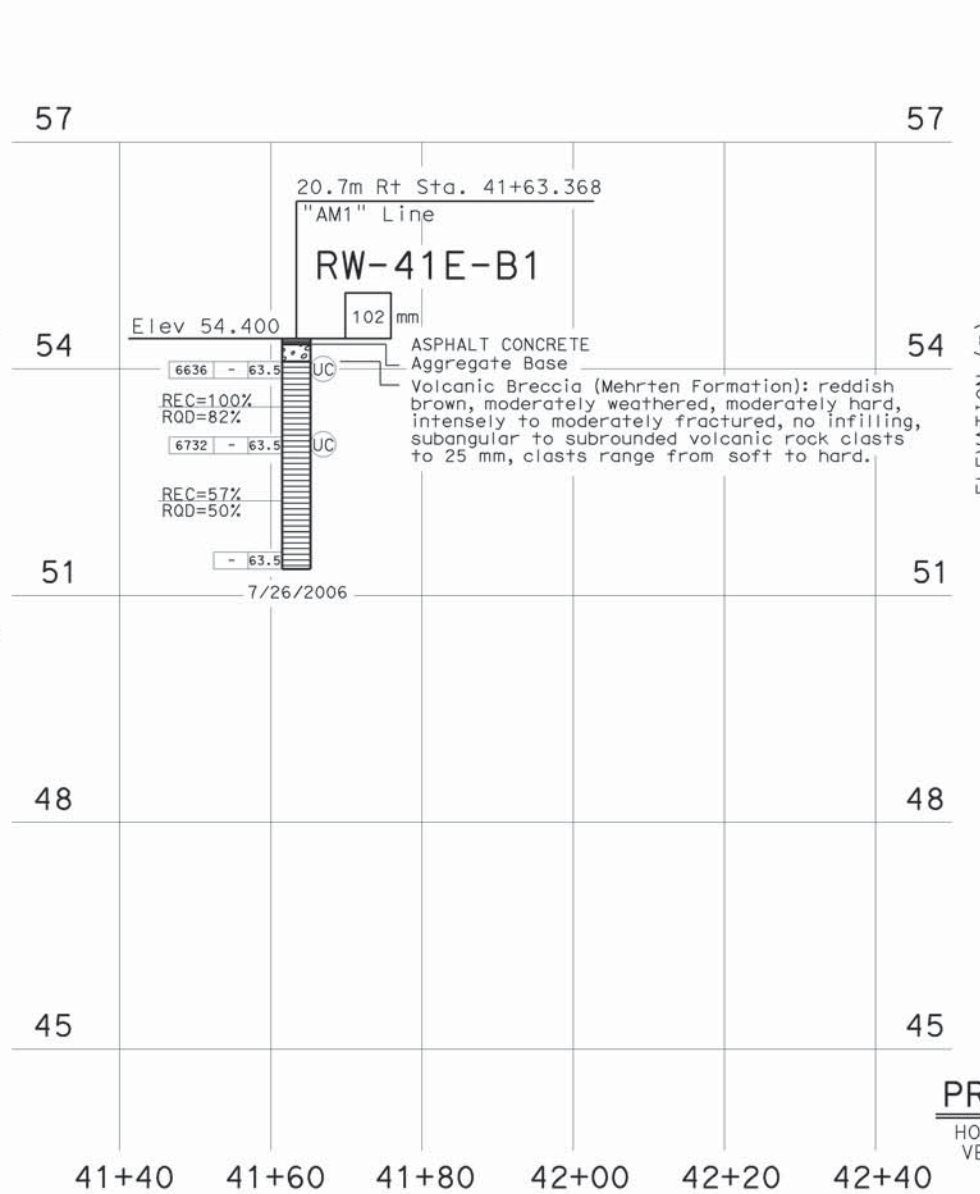 57 57
20.7m Rt Sta. 41+63.368
"AM1" Line
RW-41E-B1
102 mm
Elev 54.400
54 54
ASPHALT CONCRETE
Aggregate Base
6636 - 63.5 UC
Volcanic Breccia (Mehrten Formation): reddish
brown, moderately weathered, moderately hard,
intensely to moderately fractured, no infilling,
subangular to subrounded volcanic rock clasts
to 25 mm, clasts range from soft to hard.
REC=100%
RQD=82%
6732 - 63.5 UC
REC=57%
RQD=50%
- 63.5
51 51
7/26/2006
48 48
45 45
PR
HO
VE
41+40 41+60 41+80 42+00 42+20 42+40